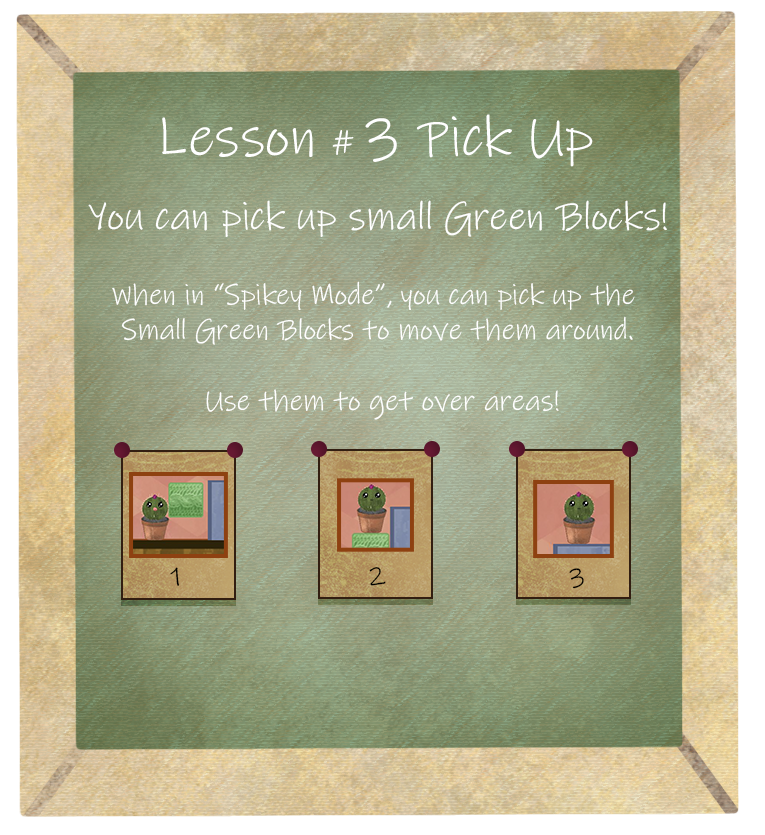 Lesson # 3 Pick Up
You can pick up small Green Blocks!
When in “Spikey Mode”, you can pick up the
Small Green Blocks to move them around.
Use them to get over areas!
1
2
3